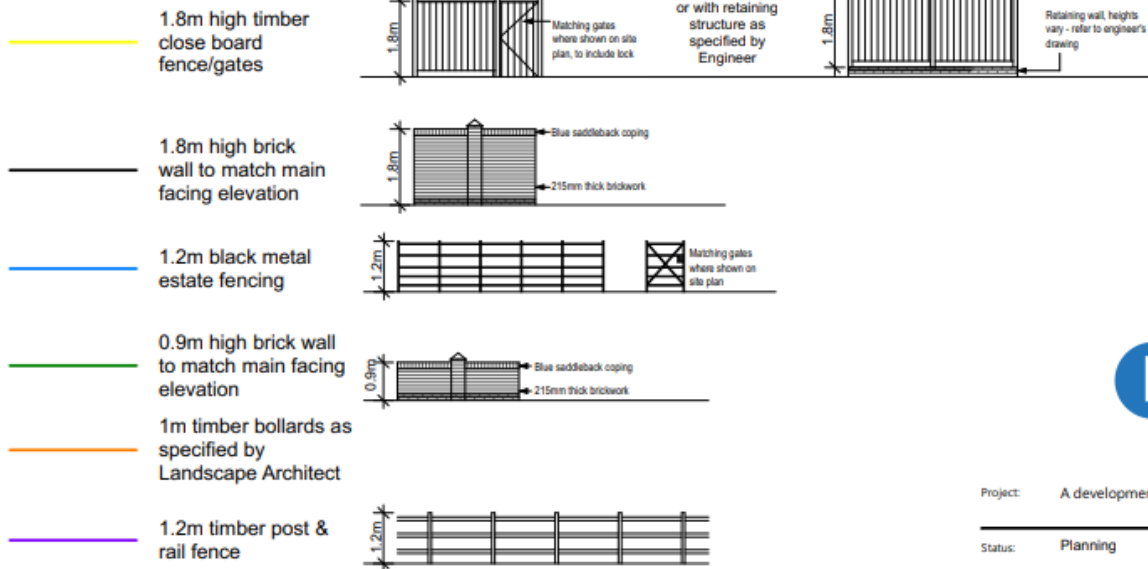 1.8m high timber
close board
fence/gates
1.8m
Matching gates
where shown on site
plan, to include lock
or with retaining
structure as
specified by
Engineer
1.8m
Retaining wall, heights
vary - refer to engineer's
drawing
1.8m high brick
wall to match main
facing elevation
1.8m
Blue saddleback coping
215mm thick brickwork
1.2m black metal
estate fencing
1.2m
Matching gates
where shown on
site plan
0.9m high brick wall
to match main facing
elevation
0.9m
Blue saddleback coping
215mm thick brickwork
1m timber bollards as
specified by
Landscape Architect
1.2m timber post &
rail fence
1.2m
Project: A developmen
Status: Planning